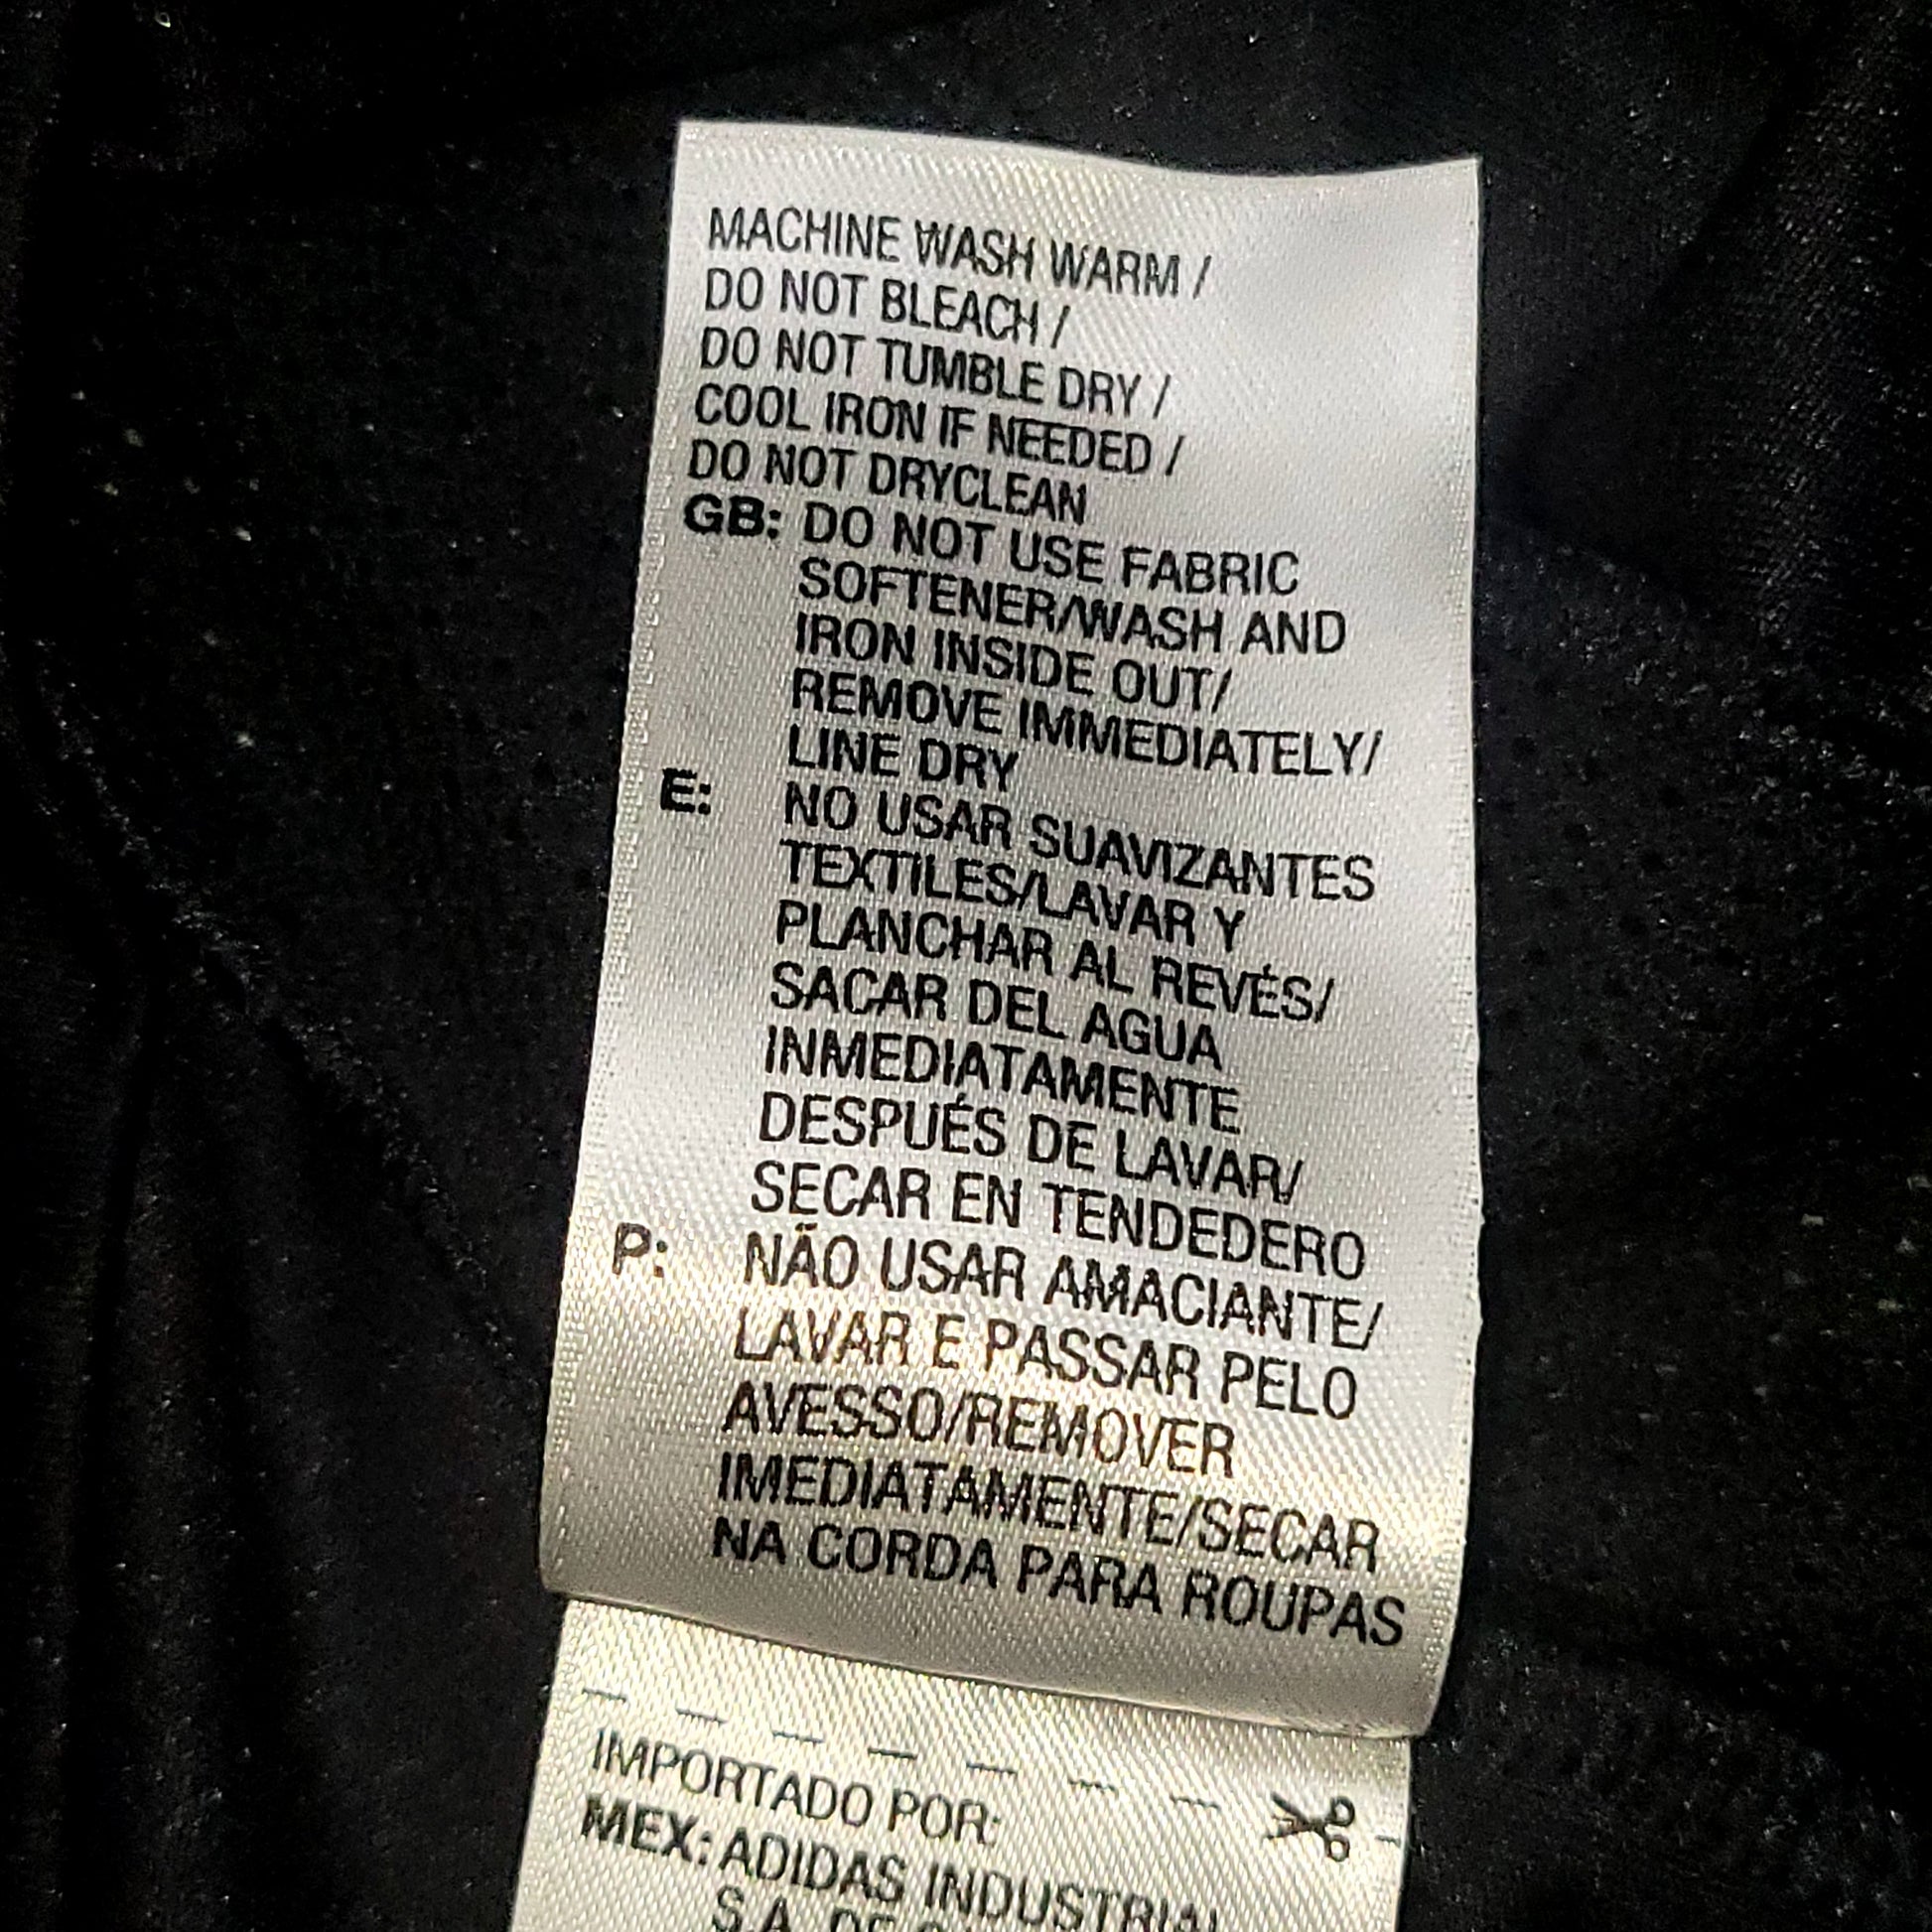 MACHINE WASH WARM /
DO NOT BLEACH /
DO NOT TUMBLE DRY /
COOL IRON IF NEEDED /
DO NOT DRYCLEAN
GB: DO NOT USE FABRIC
SOFTENER/WASH AND
IRON INSIDE OUT/
REMOVE IMMEDIATELY/
LINE DRY
E: NO USAR SUAVIZANTES
TEXTILES/LAVAR Y
PLANCHAR AL REVÉS/
SACAR DEL AGUA
INMEDIATAMENTE
DESPUÉS DE LAVAR/
SECAR EN TENDEDERO
P: NÃO USAR AMACIANTE/
LAVAR E PASSAR PELO
AVESSO/REMOVER
IMEDIATAMENTE/SECAR
NA CORDA PARA ROUPAS
IMPORTADO POR:
MEX: ADIDAS INDUSTRIAL
S.A. DE